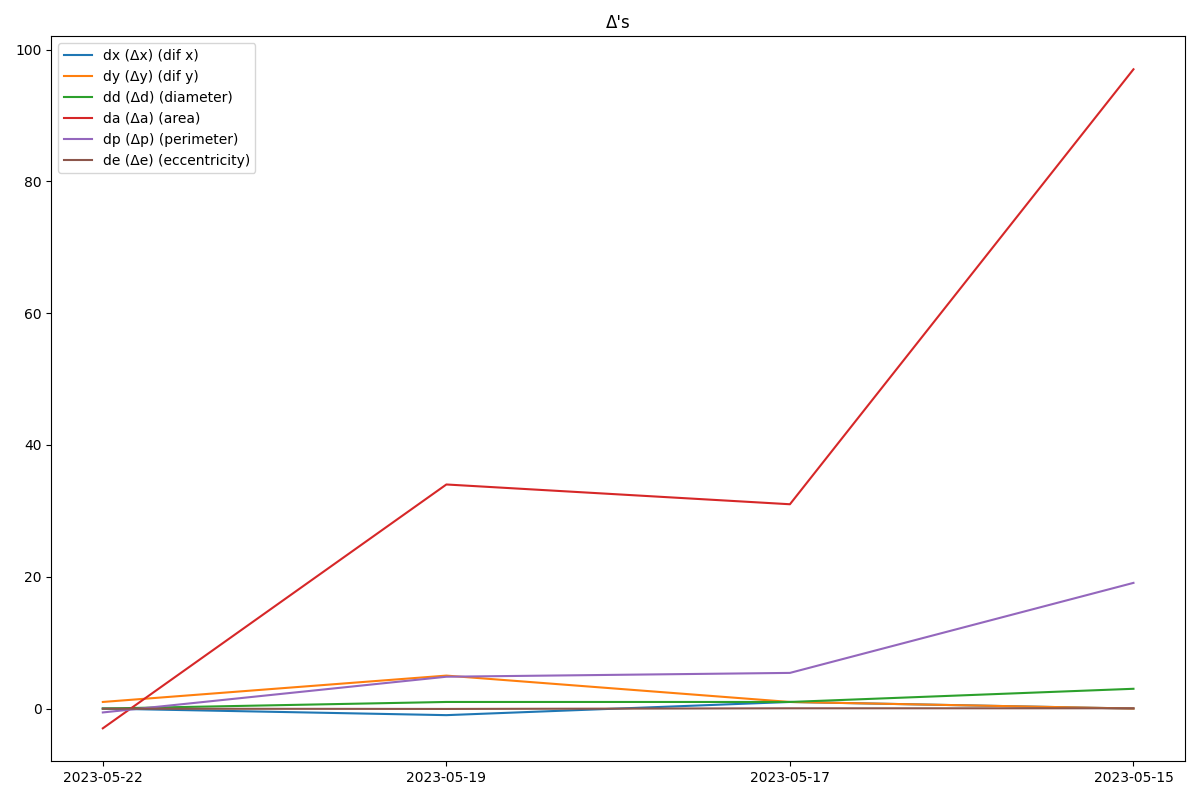 Δ's
dx (Δx) (dif x)
dy (Δy) (dif y)
dd (Δd) (diameter)
da (Δa) (area)
dp (Δp) (perimeter)
de (Δe) (eccentricity)
100
80
60
40
20
0
2023-05-22 2023-05-19 2023-05-17 2023-05-15